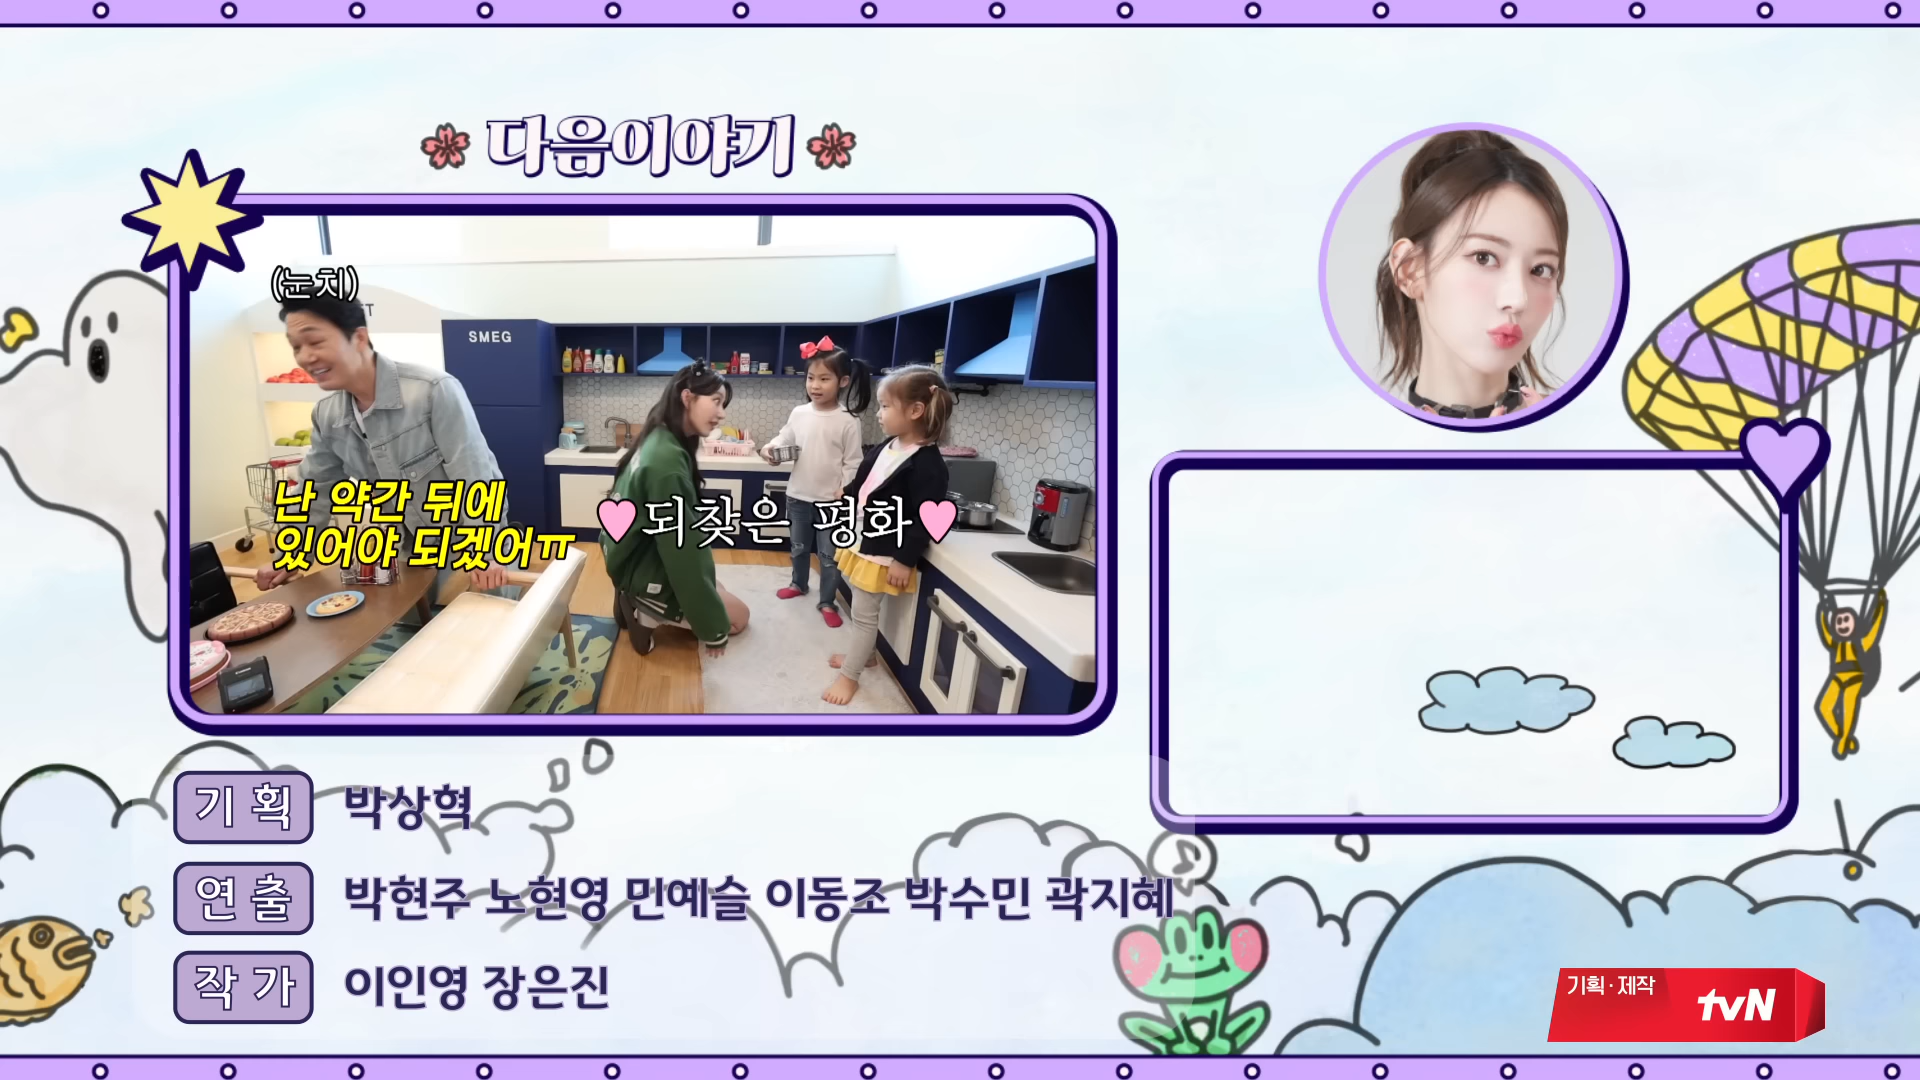 다음이야기
(눈치)
SMEG
난 약간 뒤에
있어야 되겠어ㅠ
♥되찾은 평화♥
기획 박상혁
연출 박현주 노현영 민예슬 이동조 박수민 곽지혜
작가 이인영 장은진
기획·제작
tvN